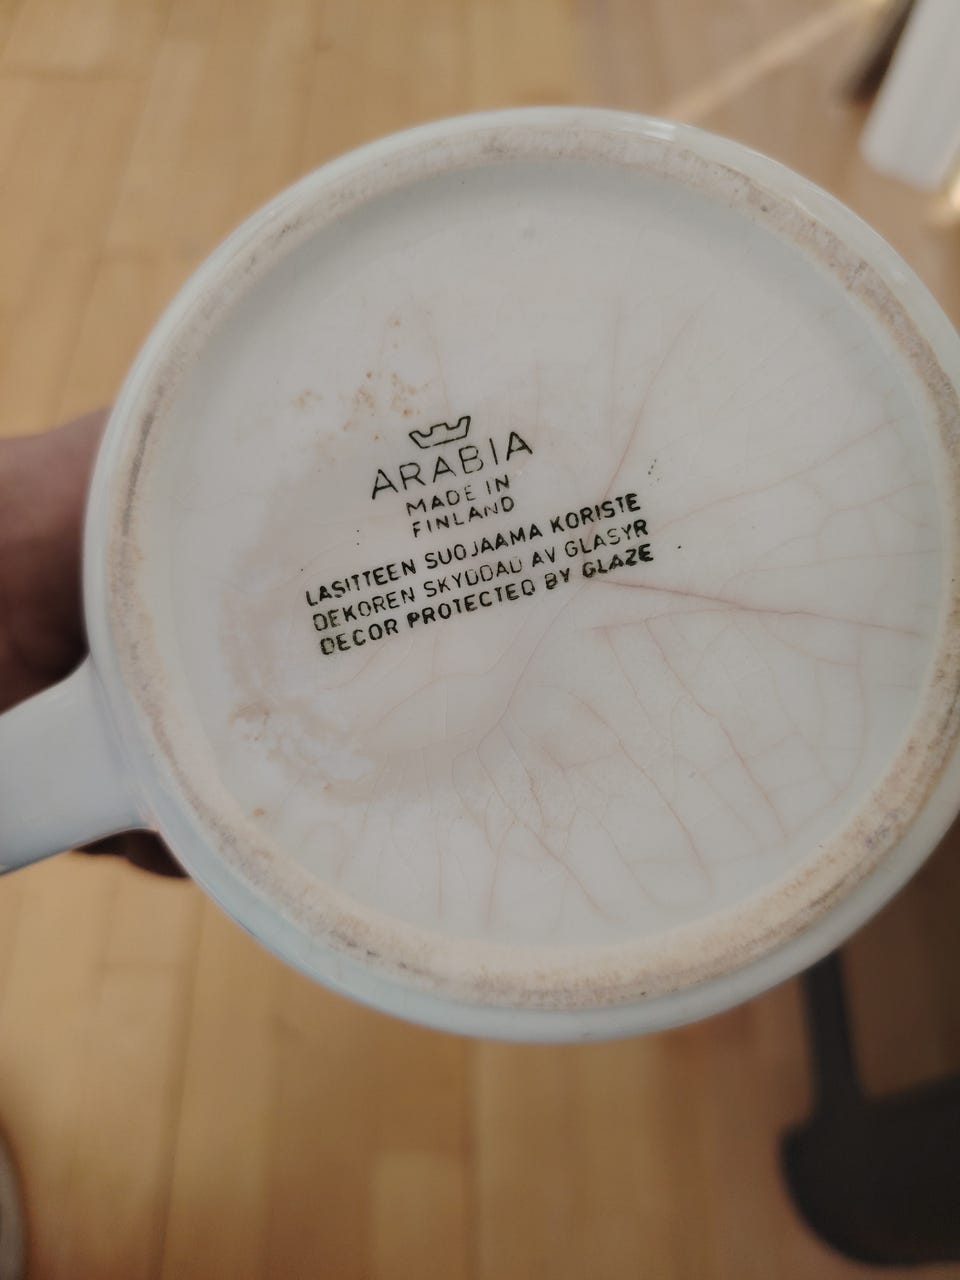 ARABIA
MADE IN
FINLAND
LASITTEEN SUOJAAMA KORISTE
DEKOREN SKYDDAD AV GLASYR
DECOR PROTECTED BY GLAZE